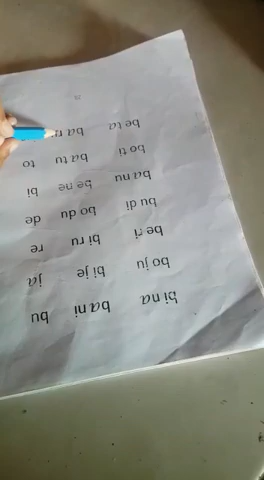 bi na ba ni bu
bo ju bi je ja
be ri bi ru re
bu di bo du de
ba nu be ne bi
bo ti ba tu to
be ta ba